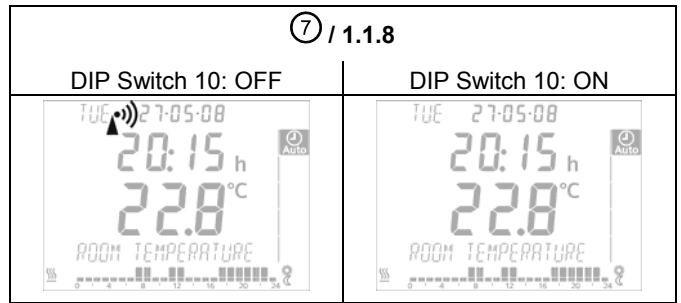 ⑦ / 1.1.8
DIP Switch 10: OFF
TUE 27-05-08
20:15 h
Auto
22.8 °C
ROOM TEMPERATURE
0 4 8 12 16 20 24
DIP Switch 10: ON
TUE 27-05-08
20:15 h
Auto
22.8 °C
ROOM TEMPERATURE
0 4 8 12 16 20 24